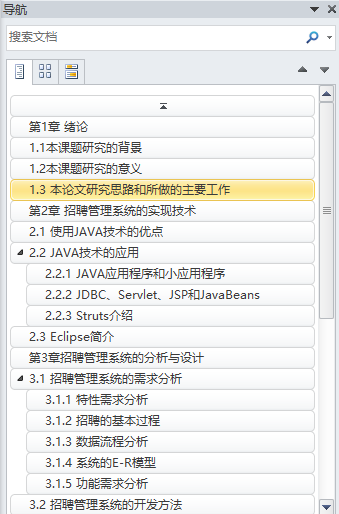 导航
搜索文档
第1章 绪论
1.1本课题研究的背景
1.2本课题研究的意义
1.3 本论文研究思路和所做的主要工作
第2章 招聘管理系统的实现技术
2.1 使用JAVA技术的优点
2.2 JAVA技术的应用
2.2.1 JAVA应用程序和小应用程序
2.2.2 JDBC、Servlet、JSP和JavaBeans
2.2.3 Struts介绍
2.3 Eclipse简介
第3章招聘管理系统的分析与设计
3.1 招聘管理系统的需求分析
3.1.1 特性需求分析
3.1.2 招聘的基本过程
3.1.3 数据流程分析
3.1.4 系统的E-R模型
3.1.5 功能需求分析
3.2 招聘管理系统的开发方法